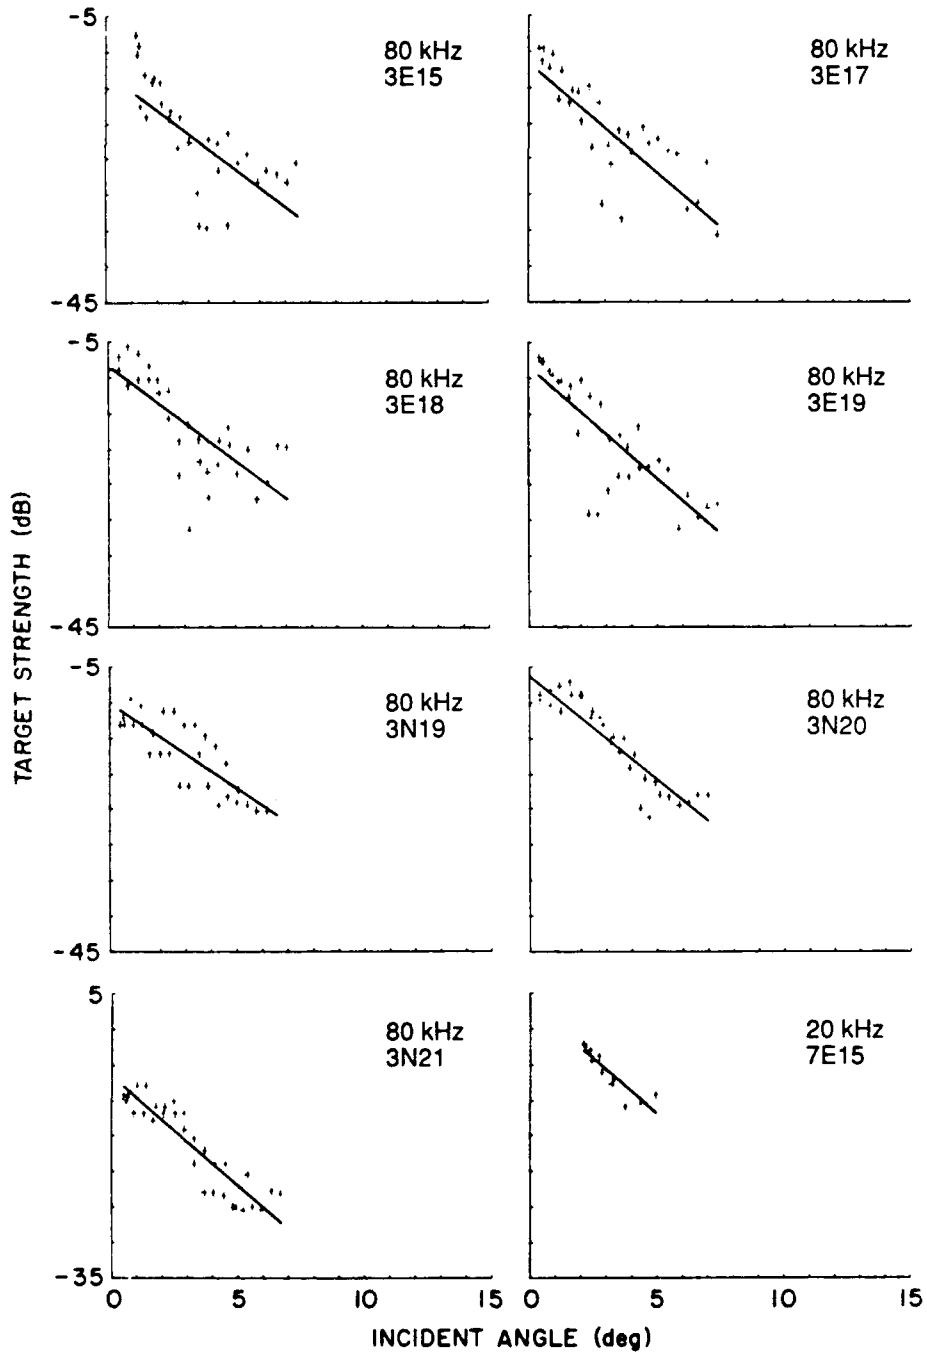 -5
80 kHz
3E15
80 kHz
3E17
-45
-5
80 kHz
3E18
80 kHz
3E19
-45
TARGET STRENGTH (dB)
-5
80 kHz
3N19
80 kHz
3N20
-45
5
80 kHz
3N21
20 kHz
7E15
-35
0 5 10 15 0 5 10 15
INCIDENT ANGLE (deg)